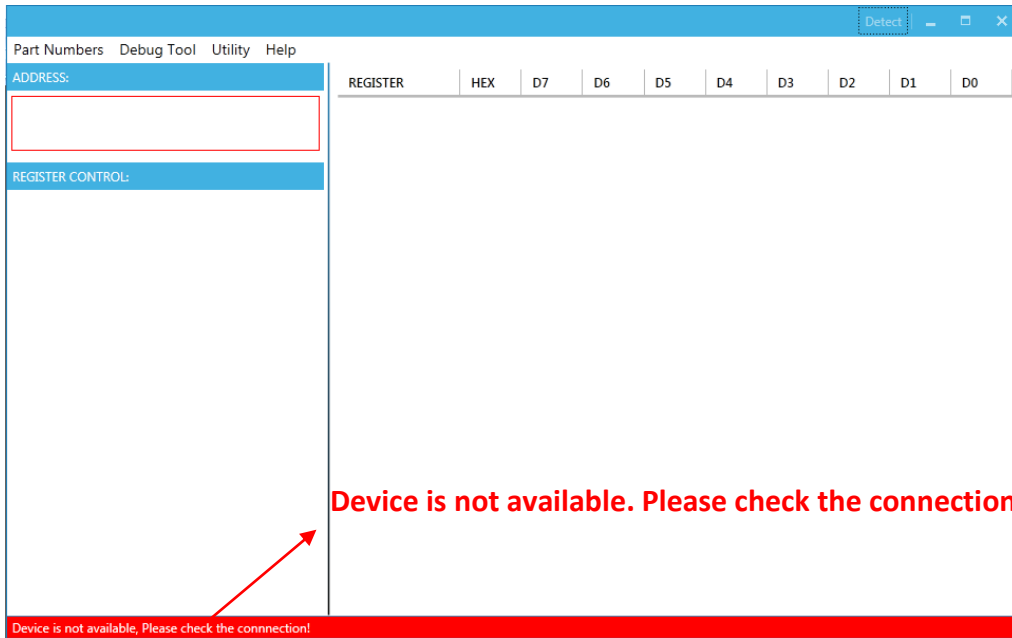 Detect
Part Numbers Debug Tool Utility Help
ADDRESS:
REGISTER CONTROL:
REGISTER HEX D7 D6 D5 D4 D3 D2 D1 D0
Device is not available. Please check the connection
Device is not available, Please check the connnection!